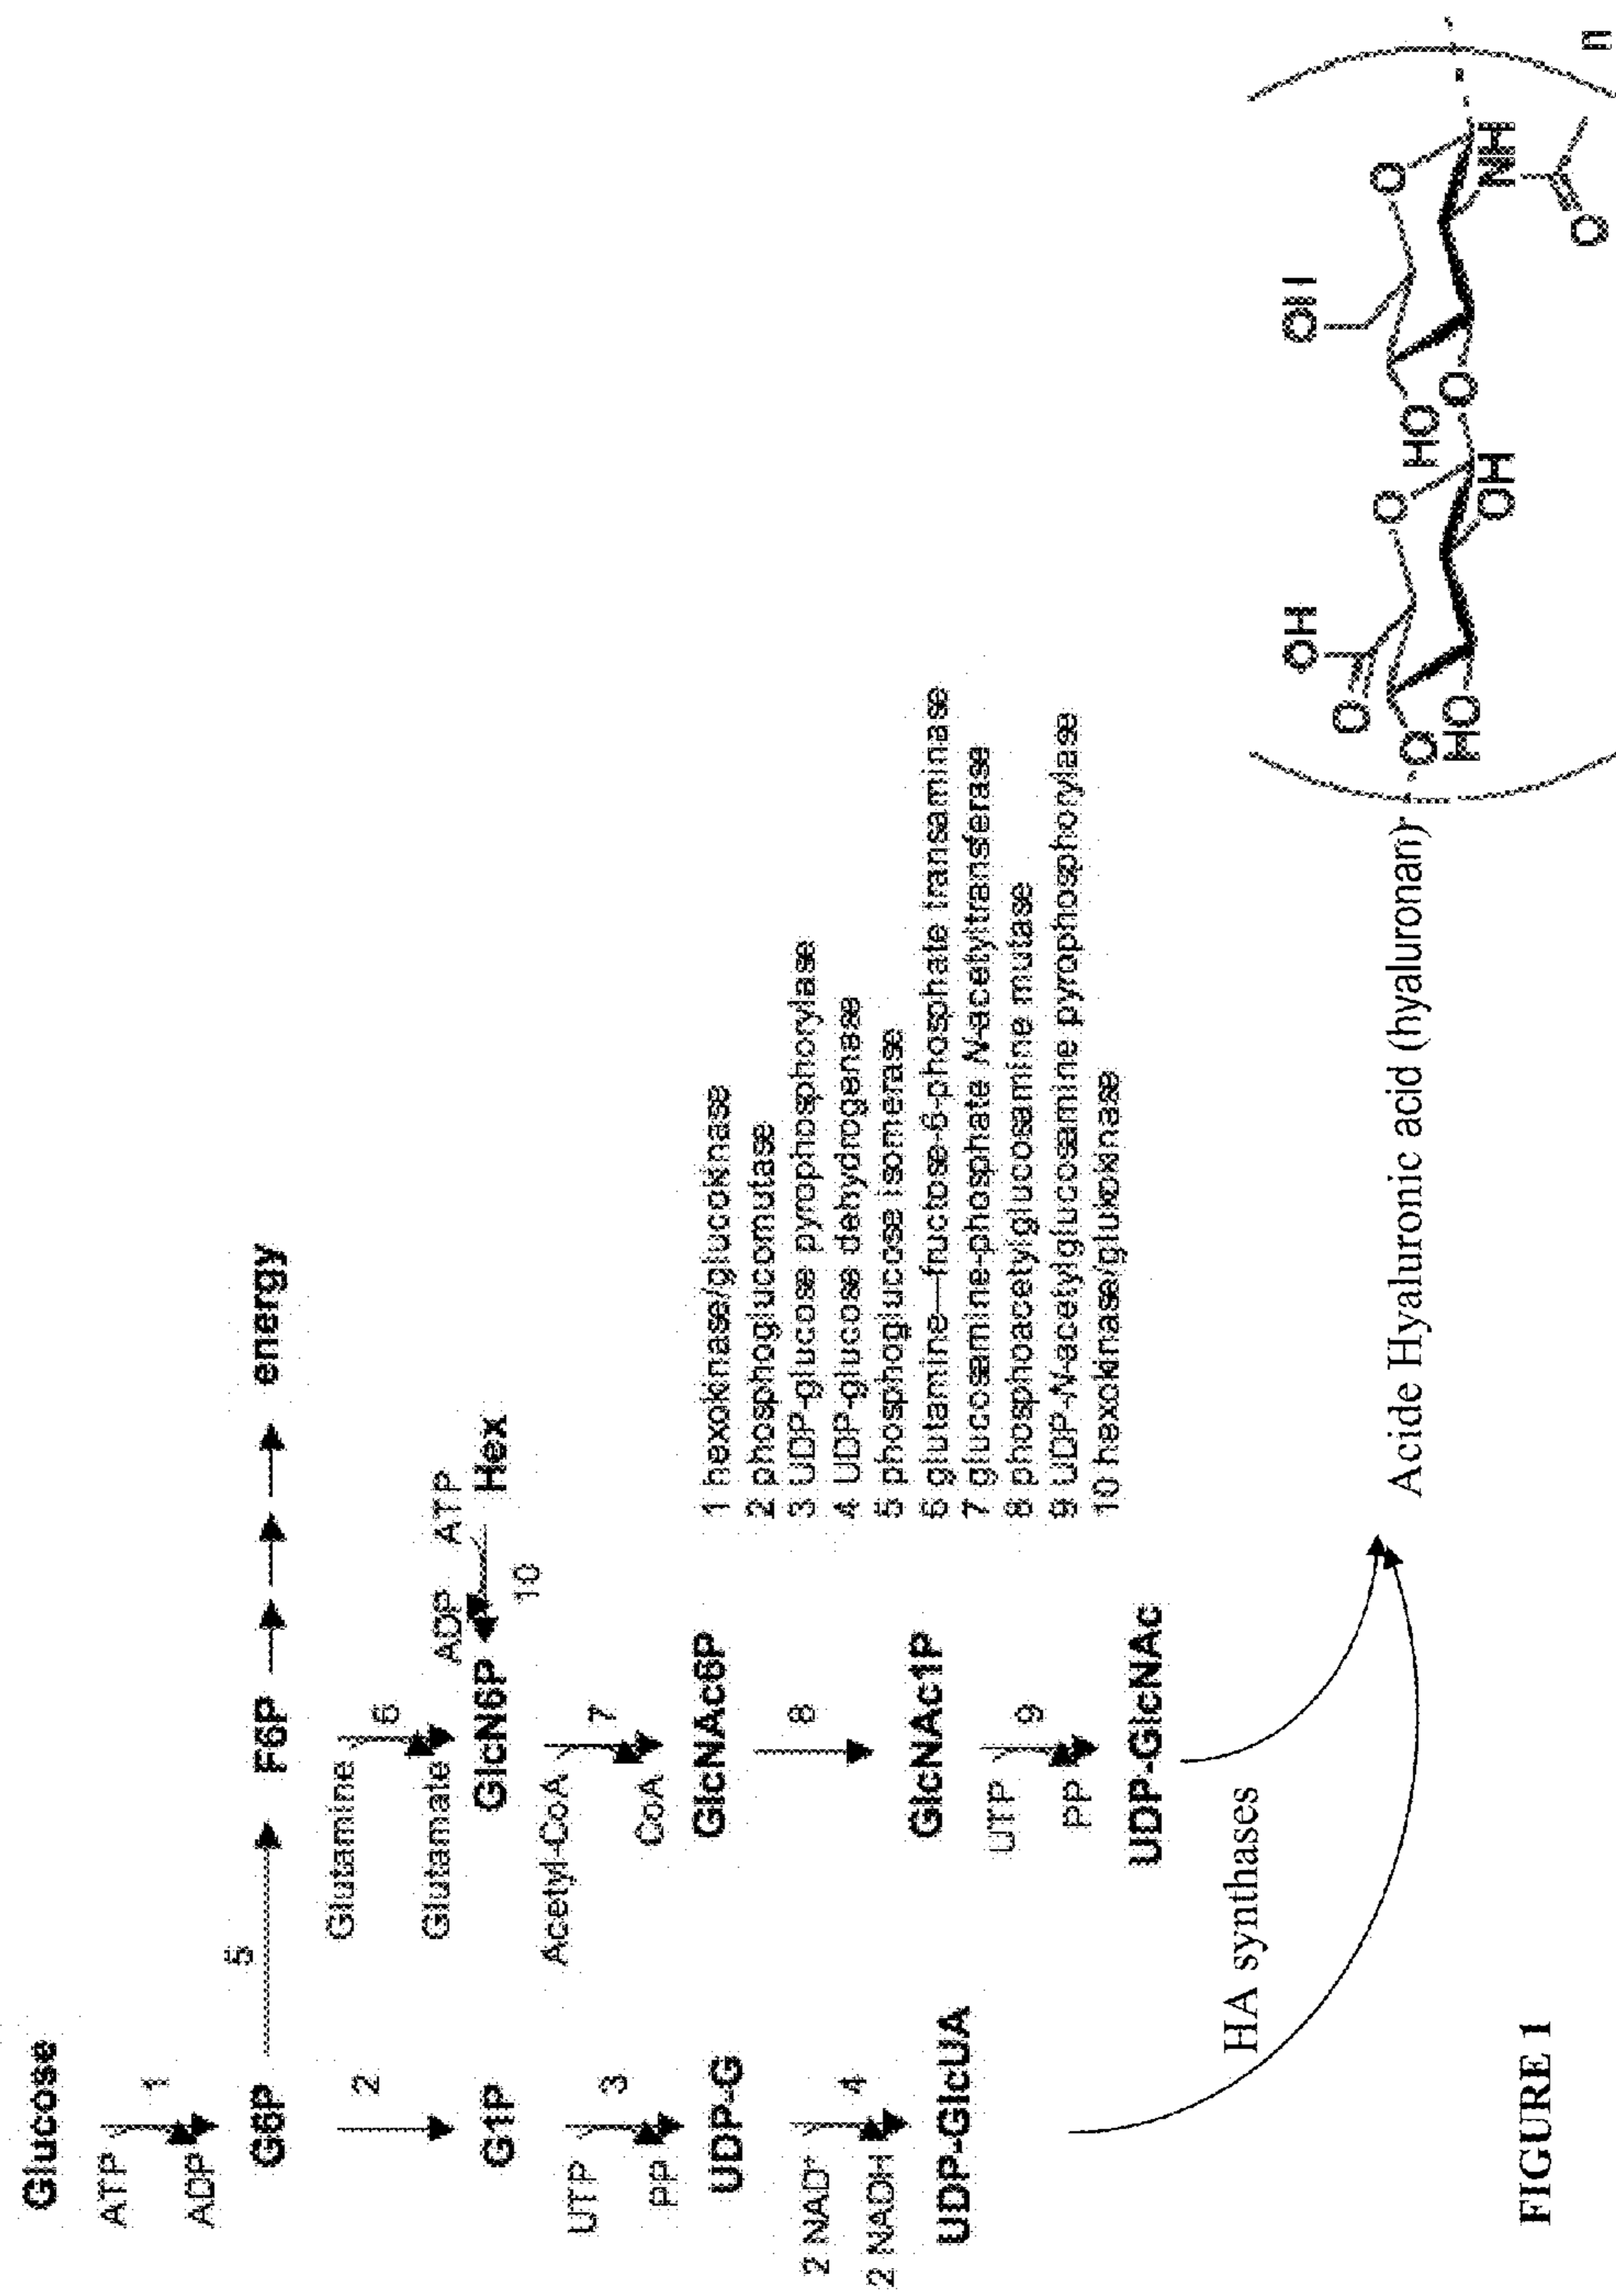 Glucose
ATP
1
ADP
G6P
5
F6P
energy
2
Glutamine
6
Glutamate
ADP
ATP
G1P
GlcN6P
Hex
10
UTP
3
PP
Acetyl-CoA
7
CoA
UDP-G
GlcNAc6P
2 NAD⁺
4
2 NADH
8
UDP-GlcUA
GlcNAc1P
UTP
9
PP
UDP-GlcNAc
1 hexokinase/glucokinase
2 phosphoglucomutase
3 UDP-glucose pyrophosphorylase
4 UDP-glucose dehydrogenase
5 phosphoglucose isomerase
6 glutamine—fructose-6-phosphate transaminase
7 glucosamine-phosphate N-acetyltransferase
8 phosphoacetylglucosamine mutase
9 UDP-N-acetylglucosamine pyrophosphorylase
10 hexokinase/glukokinase
HA synthases
Acide Hyaluronic acid (hyaluronan)
OH
OH
O
O
O
O
HO
HO
O
OH
NH
O
n
FIGURE 1